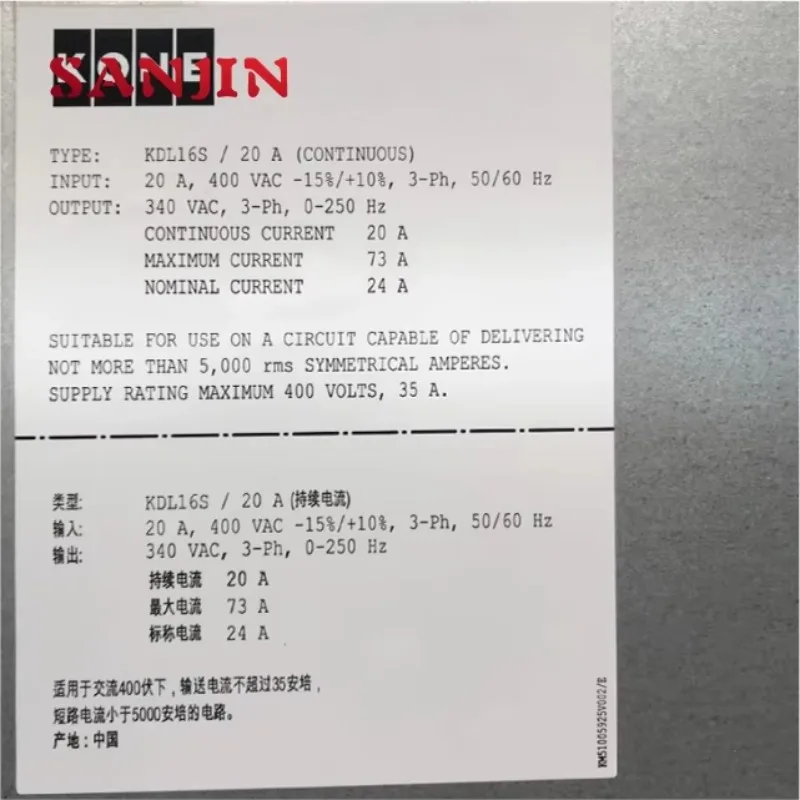 KONE
SANJIN
TYPE: KDL16S / 20 A (CONTINUOUS)
INPUT: 20 A, 400 VAC -15%/+10%, 3-Ph, 50/60 Hz
OUTPUT: 340 VAC, 3-Ph, 0-250 Hz
CONTINUOUS CURRENT 20 A
MAXIMUM CURRENT 73 A
NOMINAL CURRENT 24 A
SUITABLE FOR USE ON A CIRCUIT CAPABLE OF DELIVERING
NOT MORE THAN 5,000 rms SYMMETRICAL AMPERES.
SUPPLY RATING MAXIMUM 400 VOLTS, 35 A.
类型: KDL16S / 20 A (持续电流)
输入: 20 A, 400 VAC -15%/+10%, 3-Ph, 50/60 Hz
输出: 340 VAC, 3-Ph, 0-250 Hz
持续电流 20 A
最大电流 73 A
标称电流 24 A
适用于交流400伏下，输送电流不超过35安培，
短路电流小于5000安培的电路。
产地：中国
KM51005925V002/E